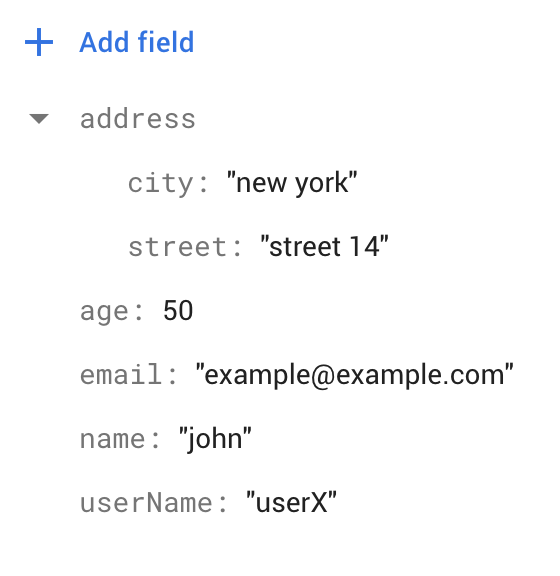 Add field
address
city: "new york"
street: "street 14"
age: 50
email: "example@example.com"
name: "john"
userName: "userX"